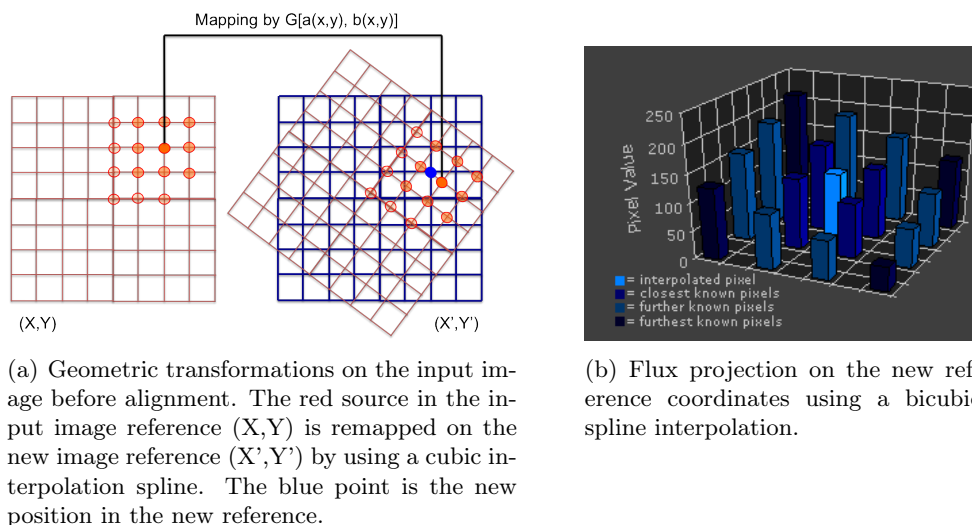 Mapping by G[a(x,y), b(x,y)]
(X,Y)
(X',Y')
(a) Geometric transformations on the input im-
age before alignment. The red source in the in-
put image reference (X,Y) is remapped on the
new image reference (X',Y') by using a cubic in-
terpolation spline. The blue point is the new
position in the new reference.
Pixel Value
250
200
150
100
50
0
= interpolated pixel
= closest known pixels
= further known pixels
= furthest known pixels
(b) Flux projection on the new ref-
erence coordinates using a bicubic
spline interpolation.